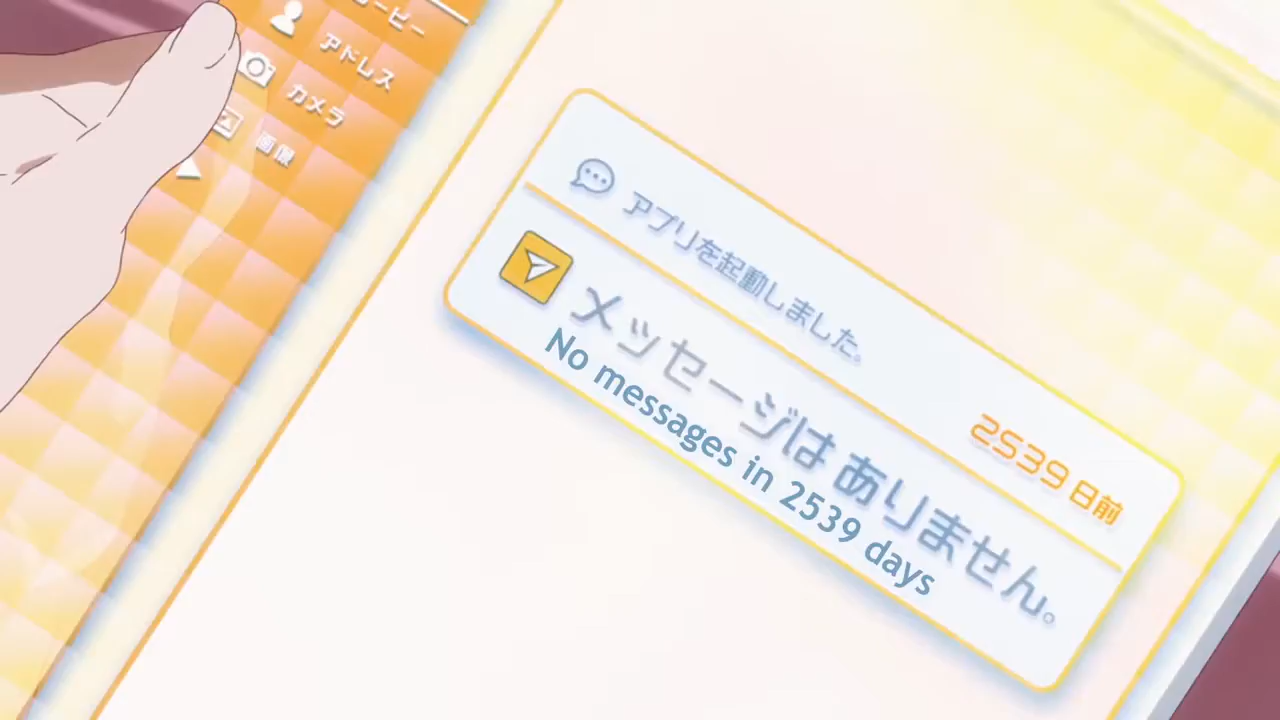 アドレス
カメラ
画像
アプリを起動しました。
2539日前
メッセージは ありません。
No messages in 2539 days